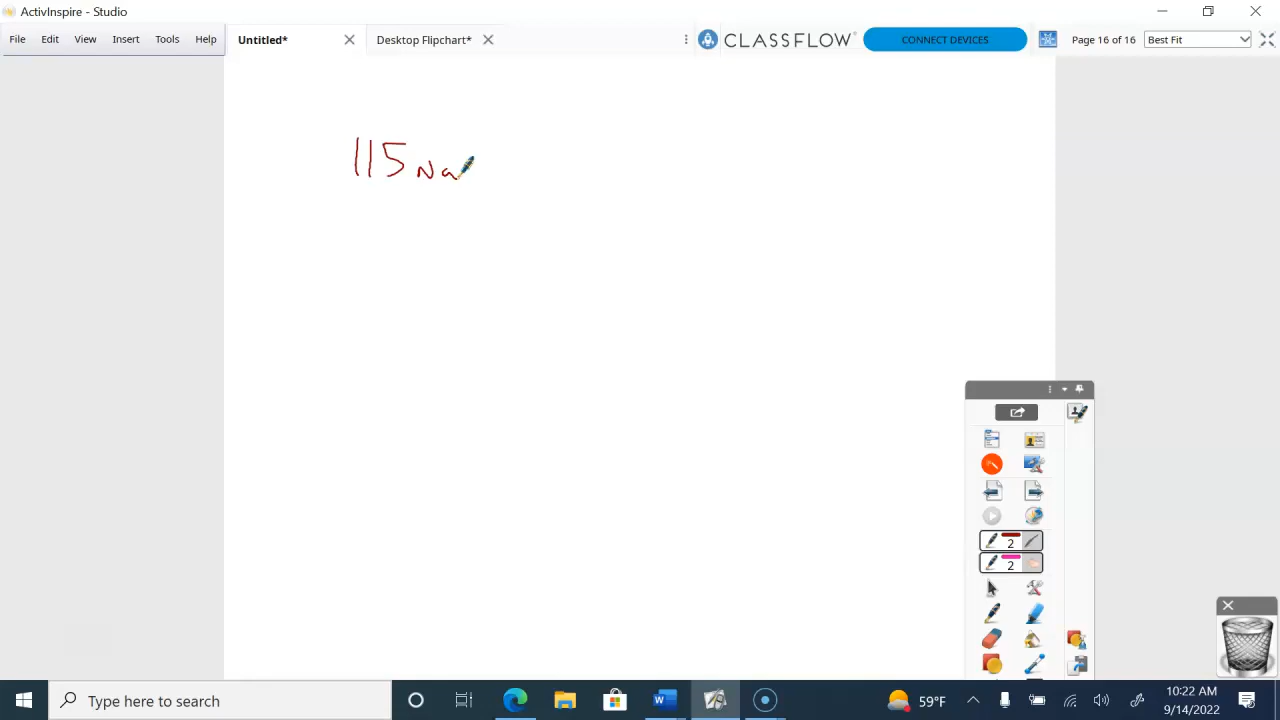 ActivInspire - Studio
File Edit View Insert Tools Help Untitled* Desktop Flipchart* CLASSFLOW CONNECT DEVICES Page 16 of 16 Best Fit
115 Na
2
2
Type here to search 59°F 10:22 AM
9/14/2022